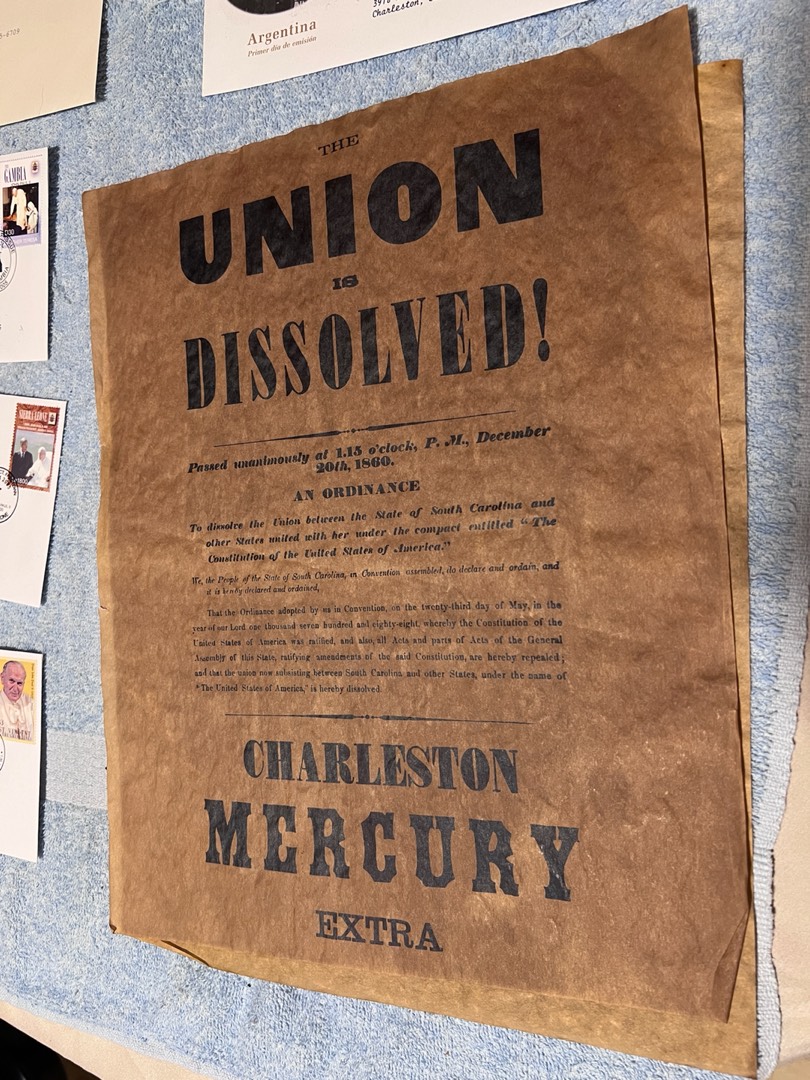 5-4709
Argentina
Primer día de emisión
Charleston,
GAMBIA
D30
SIERRA LEONE
THE
UNION
IS
DISSOLVED!
Passed unanimously at 1.15 o'clock, P. M., December
20th, 1860.
AN ORDINANCE
To dissolve the Union between the State of South Carolina and
other States united with her under the compact entitled "The
Constitution of the United States of America."
We, the People of the State of South Carolina, in Convention assembled, do declare and ordain, and
it is hereby declared and ordained,
That the Ordinance adopted by us in Convention, on the twenty-third day of May, in the
year of our Lord one thousand seven hundred and eighty-eight, whereby the Constitution of the
United States of America was ratified, and also, all Acts and parts of Acts of the General
Assembly of this State, ratifying amendments of the said Constitution, are hereby repealed;
and that the union now subsisting between South Carolina and other States, under the name of
"The United States of America," is hereby dissolved.
CHARLESTON
MERCURY
EXTRA